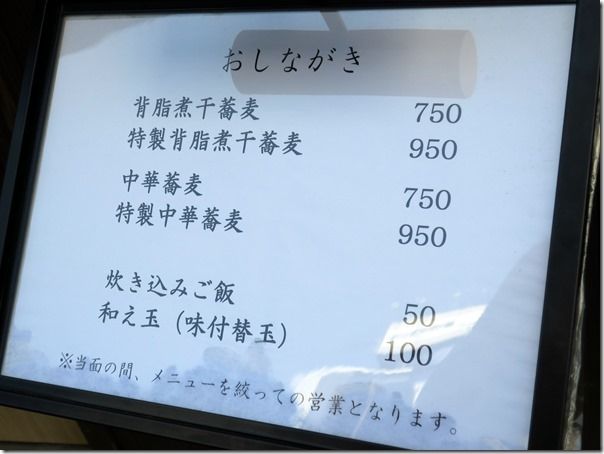 おしながき
背脂煮干蕎麦 750
特製背脂煮干蕎麦 950
中華蕎麦 750
特製中華蕎麦 950
炊き込みご飯 50
和え玉(味付替玉) 100
※当面の間、メニューを絞っての営業となります。